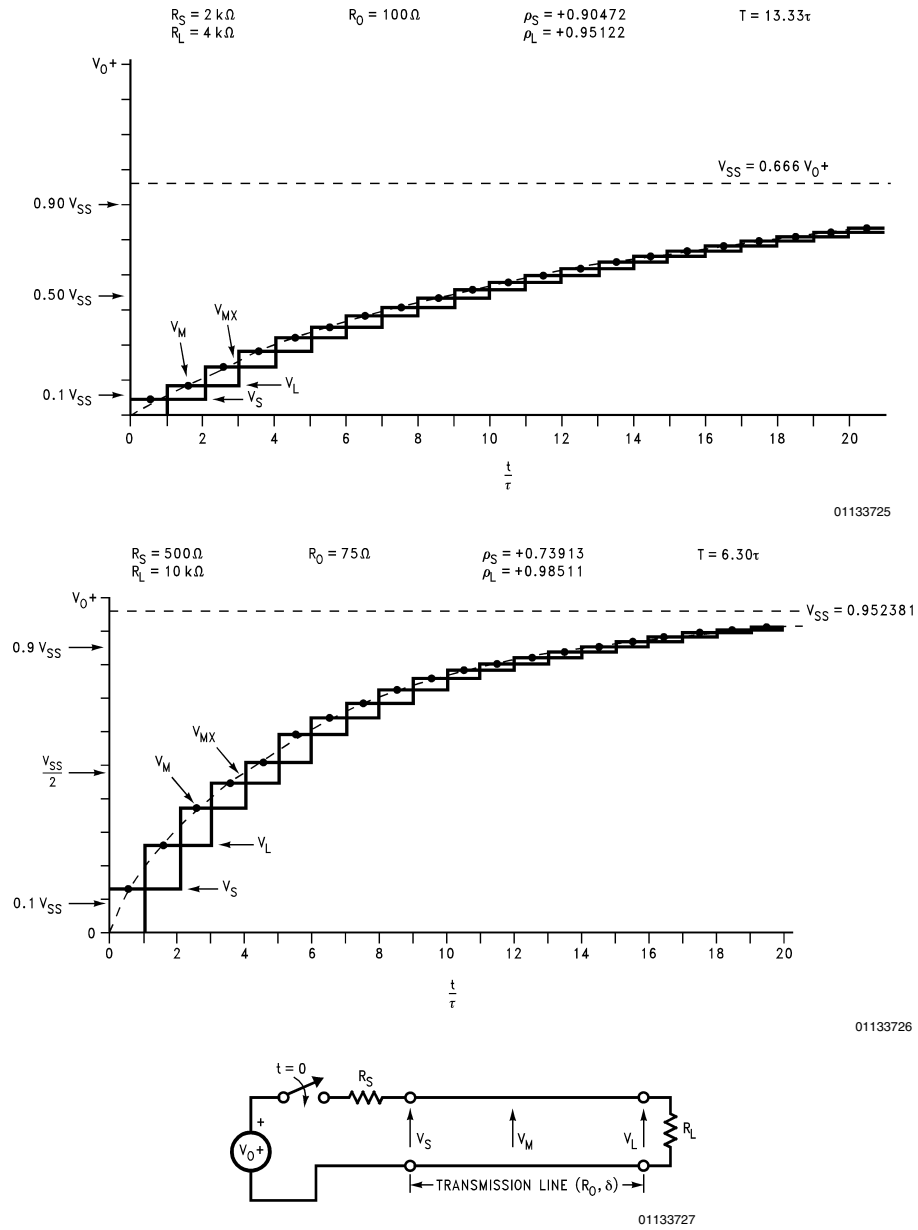 R_S = 2 kΩ R_O = 100Ω ρ_S = +0.90472 T = 13.33τ
R_L = 4 kΩ ρ_L = +0.95122
V_O+
V_SS = 0.666 V_O+
0.90 V_SS
0.50 V_SS
V_MX
V_M
V_L
0.1 V_SS
V_S
0 2 4 6 8 10 12 14 16 18 20
t/τ
01133725
R_S = 500Ω R_O = 75Ω ρ_S = +0.73913 T = 6.30τ
R_L = 10 kΩ ρ_L = +0.98511
V_O+
V_SS = 0.952381
0.9 V_SS
V_MX
V_M
V_SS/2
V_L
V_S
0.1 V_SS
0
0 2 4 6 8 10 12 14 16 18 20
t/τ
01133726
t = 0 R_S
+
V_O+ V_S V_M V_L R_L
TRANSMISSION LINE (R_O, δ)
01133727